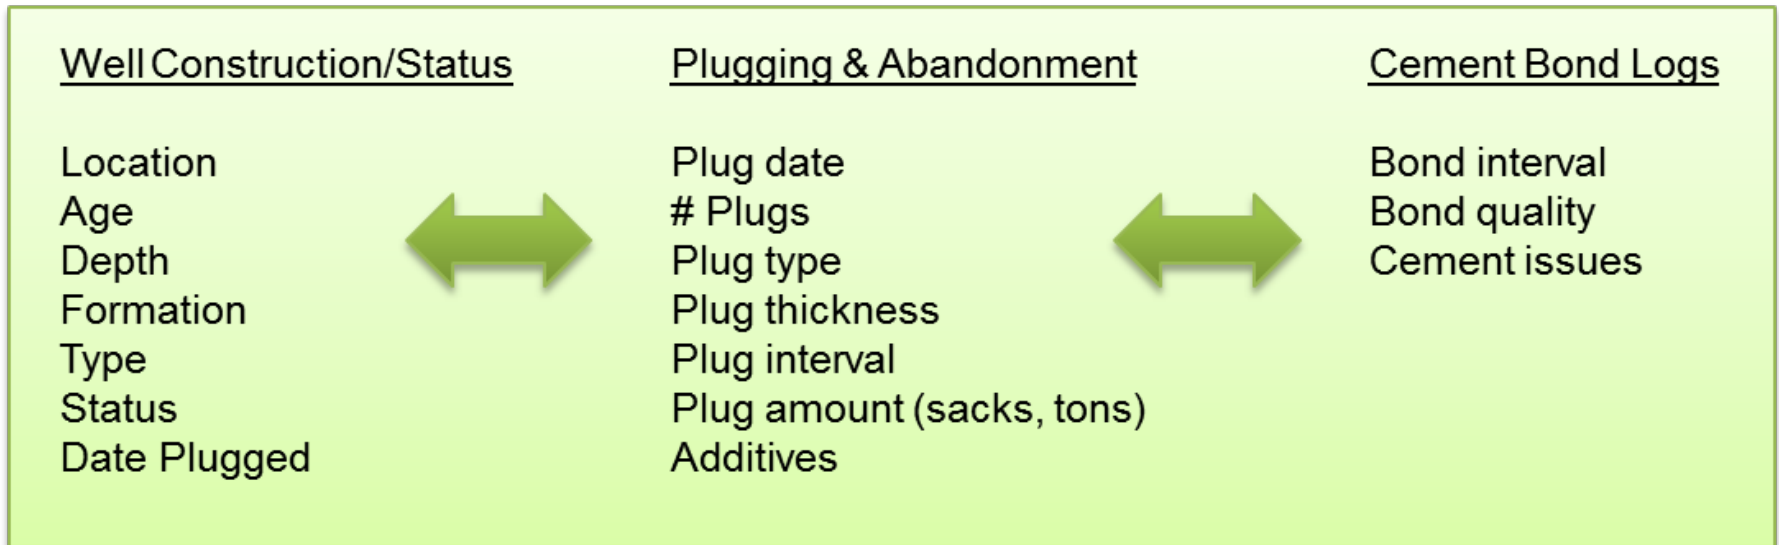 Well Construction/Status
Location
Age
Depth
Formation
Type
Status
Date Plugged
Plugging & Abandonment
Plug date
# Plugs
Plug type
Plug thickness
Plug interval
Plug amount (sacks, tons)
Additives
Cement Bond Logs
Bond interval
Bond quality
Cement issues